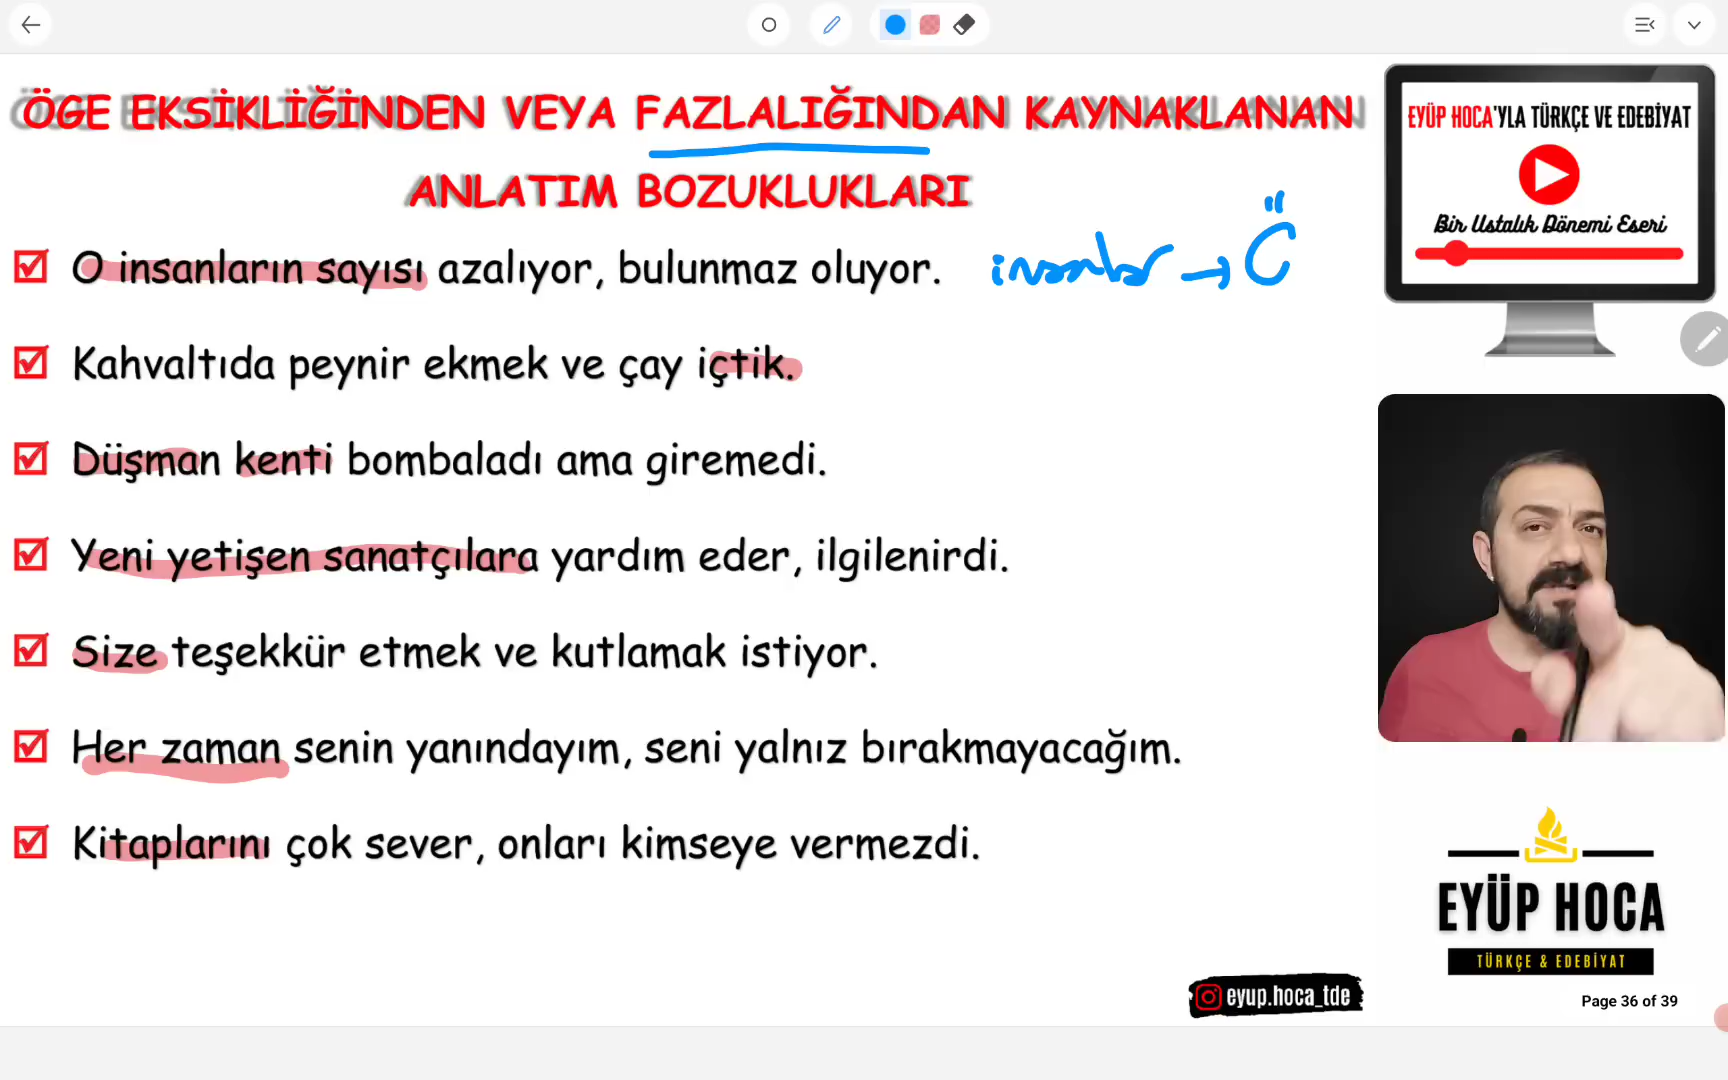 ÖGE EKSİKLİĞİNDEN VEYA FAZLALIĞINDAN KAYNAKLANAN
ANLATIM BOZUKLUKLARI
O insanların sayısı azalıyor, bulunmaz oluyor.
insanlar → Ö
Kahvaltıda peynir ekmek ve çay içtik.
Düşman kenti bombaladı ama giremedi.
Yeni yetişen sanatçılara yardım eder, ilgilenirdi.
Size teşekkür etmek ve kutlamak istiyor.
Her zaman senin yanındayım, seni yalnız bırakmayacağım.
Kitaplarını çok sever, onları kimseye vermezdi.
EYÜP HOCA'YLA TÜRKÇE VE EDEBİYAT
Bir Ustalık Dönemi Eseri
EYÜP HOCA
TÜRKÇE & EDEBİYAT
eyup.hoca_tde
Page 36 of 39